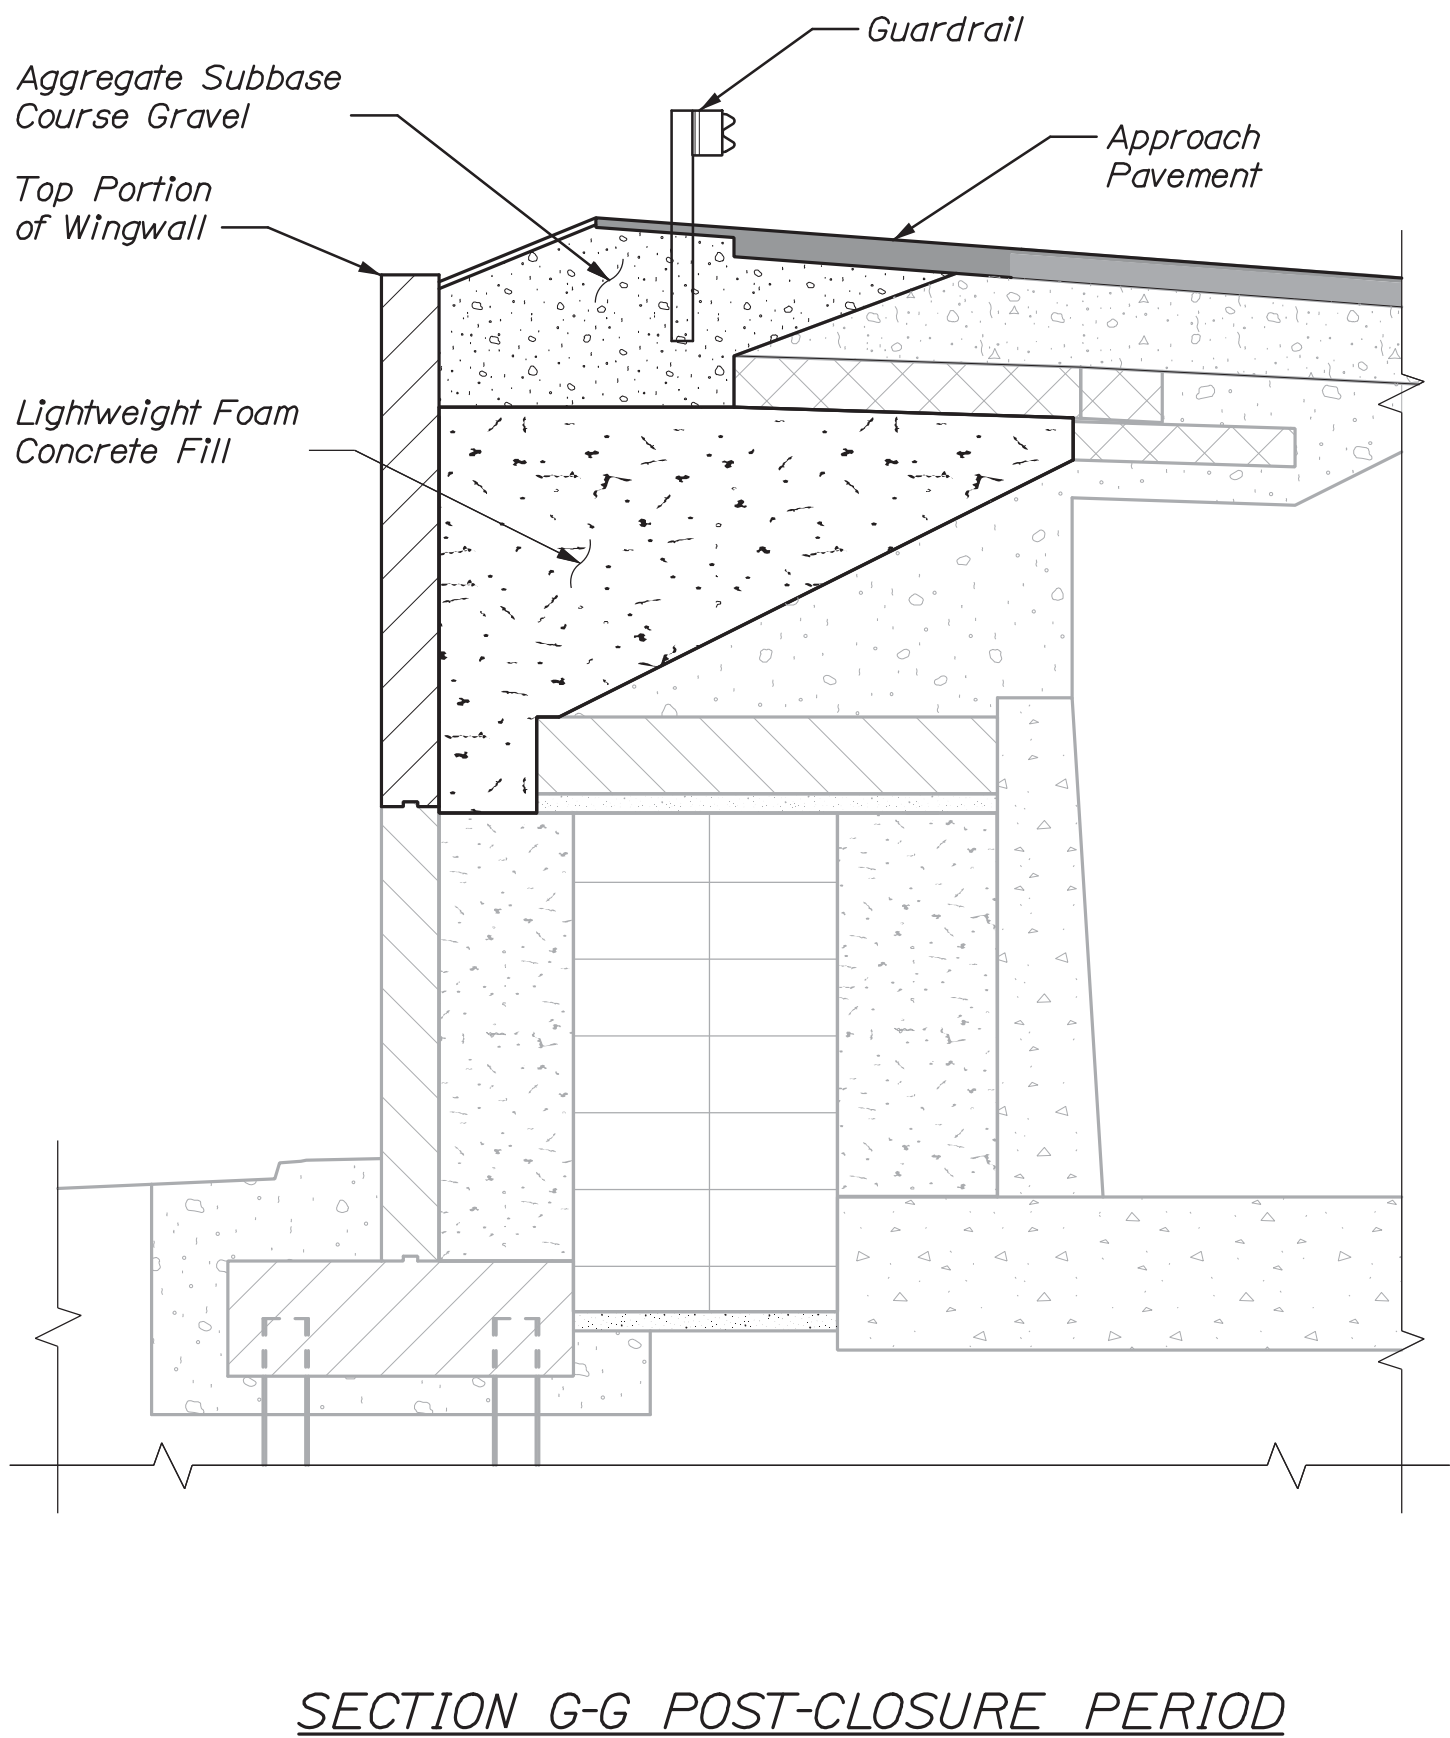 Guardrail
Aggregate Subbase
Course Gravel
Approach
Pavement
Top Portion
of Wingwall
Lightweight Foam
Concrete Fill
SECTION G-G POST-CLOSURE PERIOD